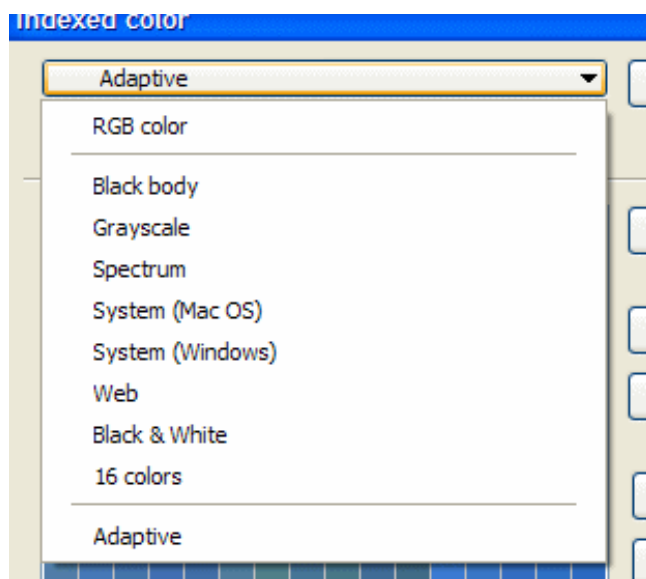 Indexed color
Adaptive
RGB color
Black body
Grayscale
Spectrum
System (Mac OS)
System (Windows)
Web
Black & White
16 colors
Adaptive